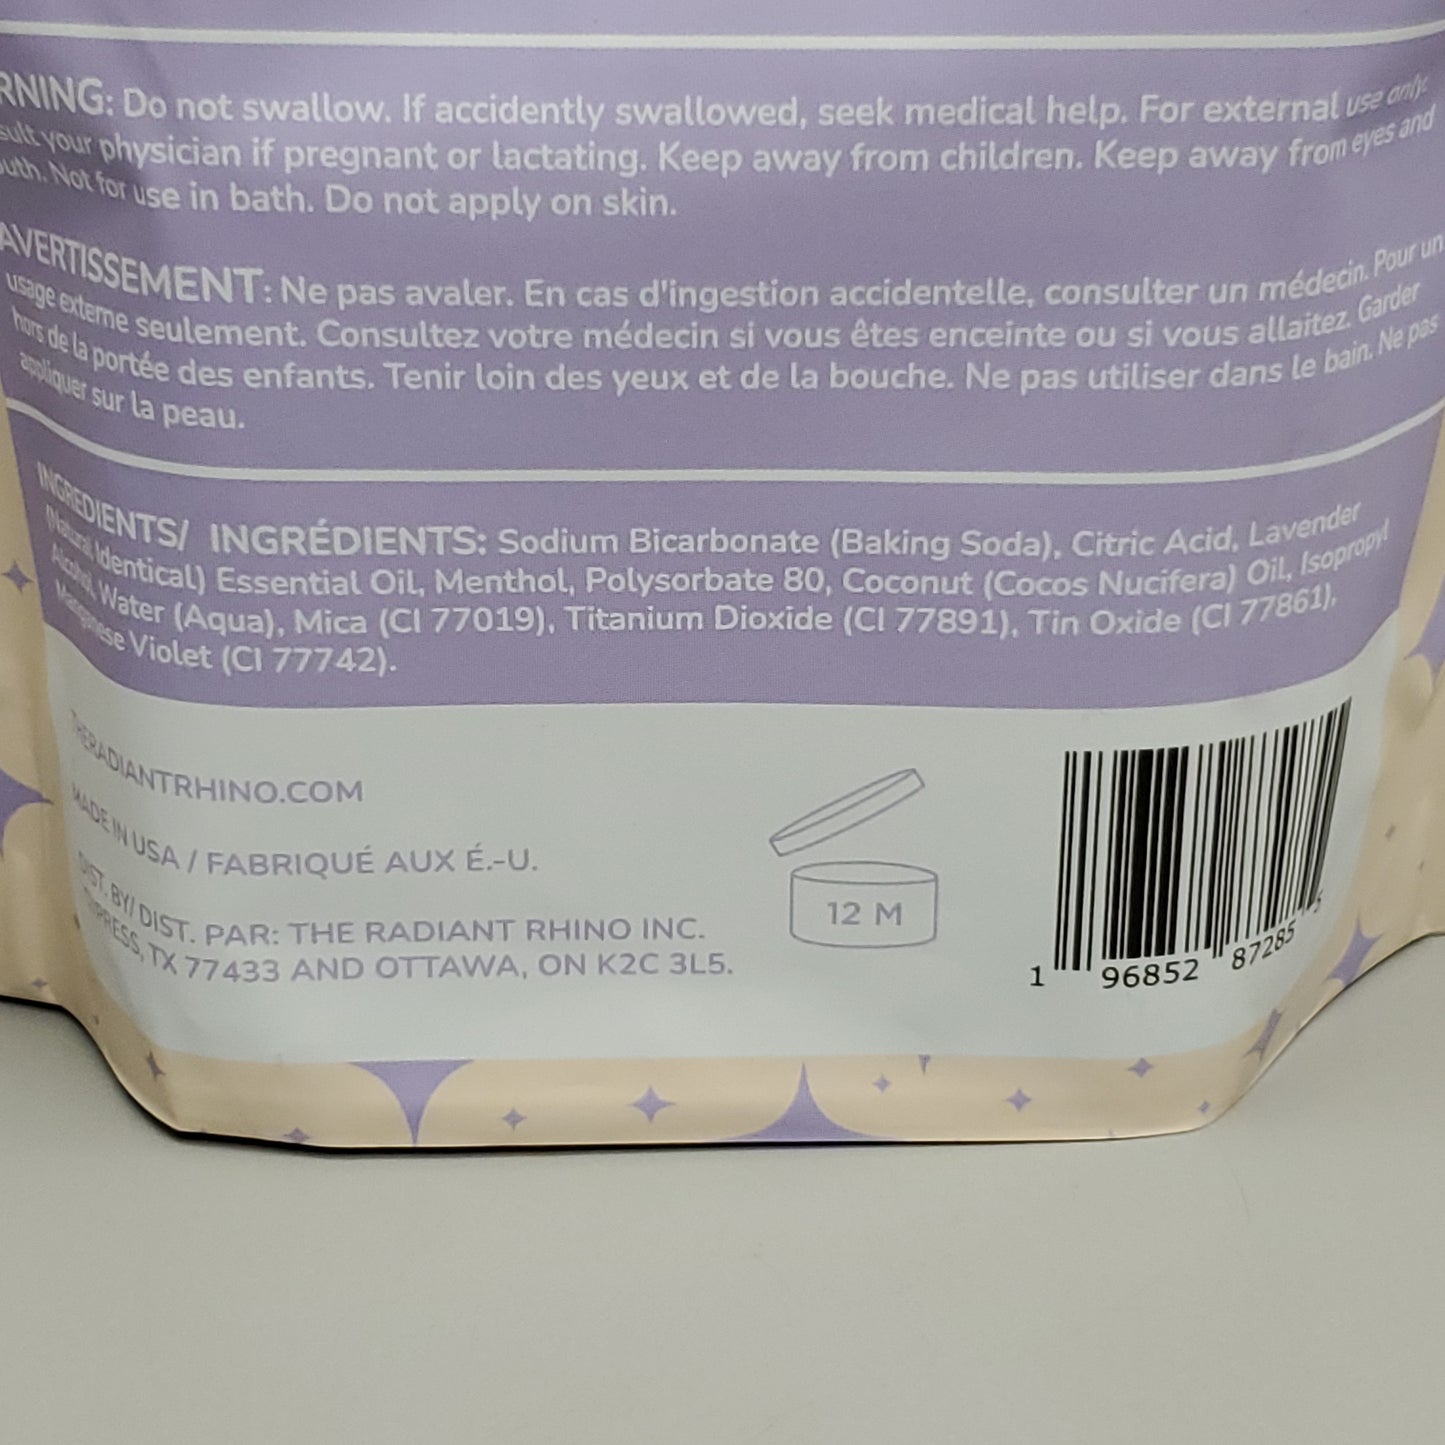 RNING: Do not swallow. If accidently swallowed, seek medical help. For external use only.
sult your physician if pregnant or lactating. Keep away from children. Keep away from eyes and
outh. Not for use in bath. Do not apply on skin.
AVERTISSEMENT: Ne pas avaler. En cas d'ingestion accidentelle, consulter un médecin. Pour un
usage externe seulement. Consultez votre médecin si vous êtes enceinte ou si vous allaitez. Garder
hors de la portée des enfants. Tenir loin des yeux et de la bouche. Ne pas utiliser dans le bain. Ne pas
appliquer sur la peau.
INGREDIENTS/ INGRÉDIENTS: Sodium Bicarbonate (Baking Soda), Citric Acid, Lavender
(Natural Identical) Essential Oil, Menthol, Polysorbate 80, Coconut (Cocos Nucifera) Oil, Isopropyl
Alcohol, Water (Aqua), Mica (CI 77019), Titanium Dioxide (CI 77891), Tin Oxide (CI 77861),
Manganese Violet (CI 77742).
THERADIANTRHINO.COM
MADE IN USA / FABRIQUÉ AUX É.-U.
DIST. BY/ DIST. PAR: THE RADIANT RHINO INC.
CYPRESS, TX 77433 AND OTTAWA, ON K2C 3L5.
12 M
1 96852 87285 5